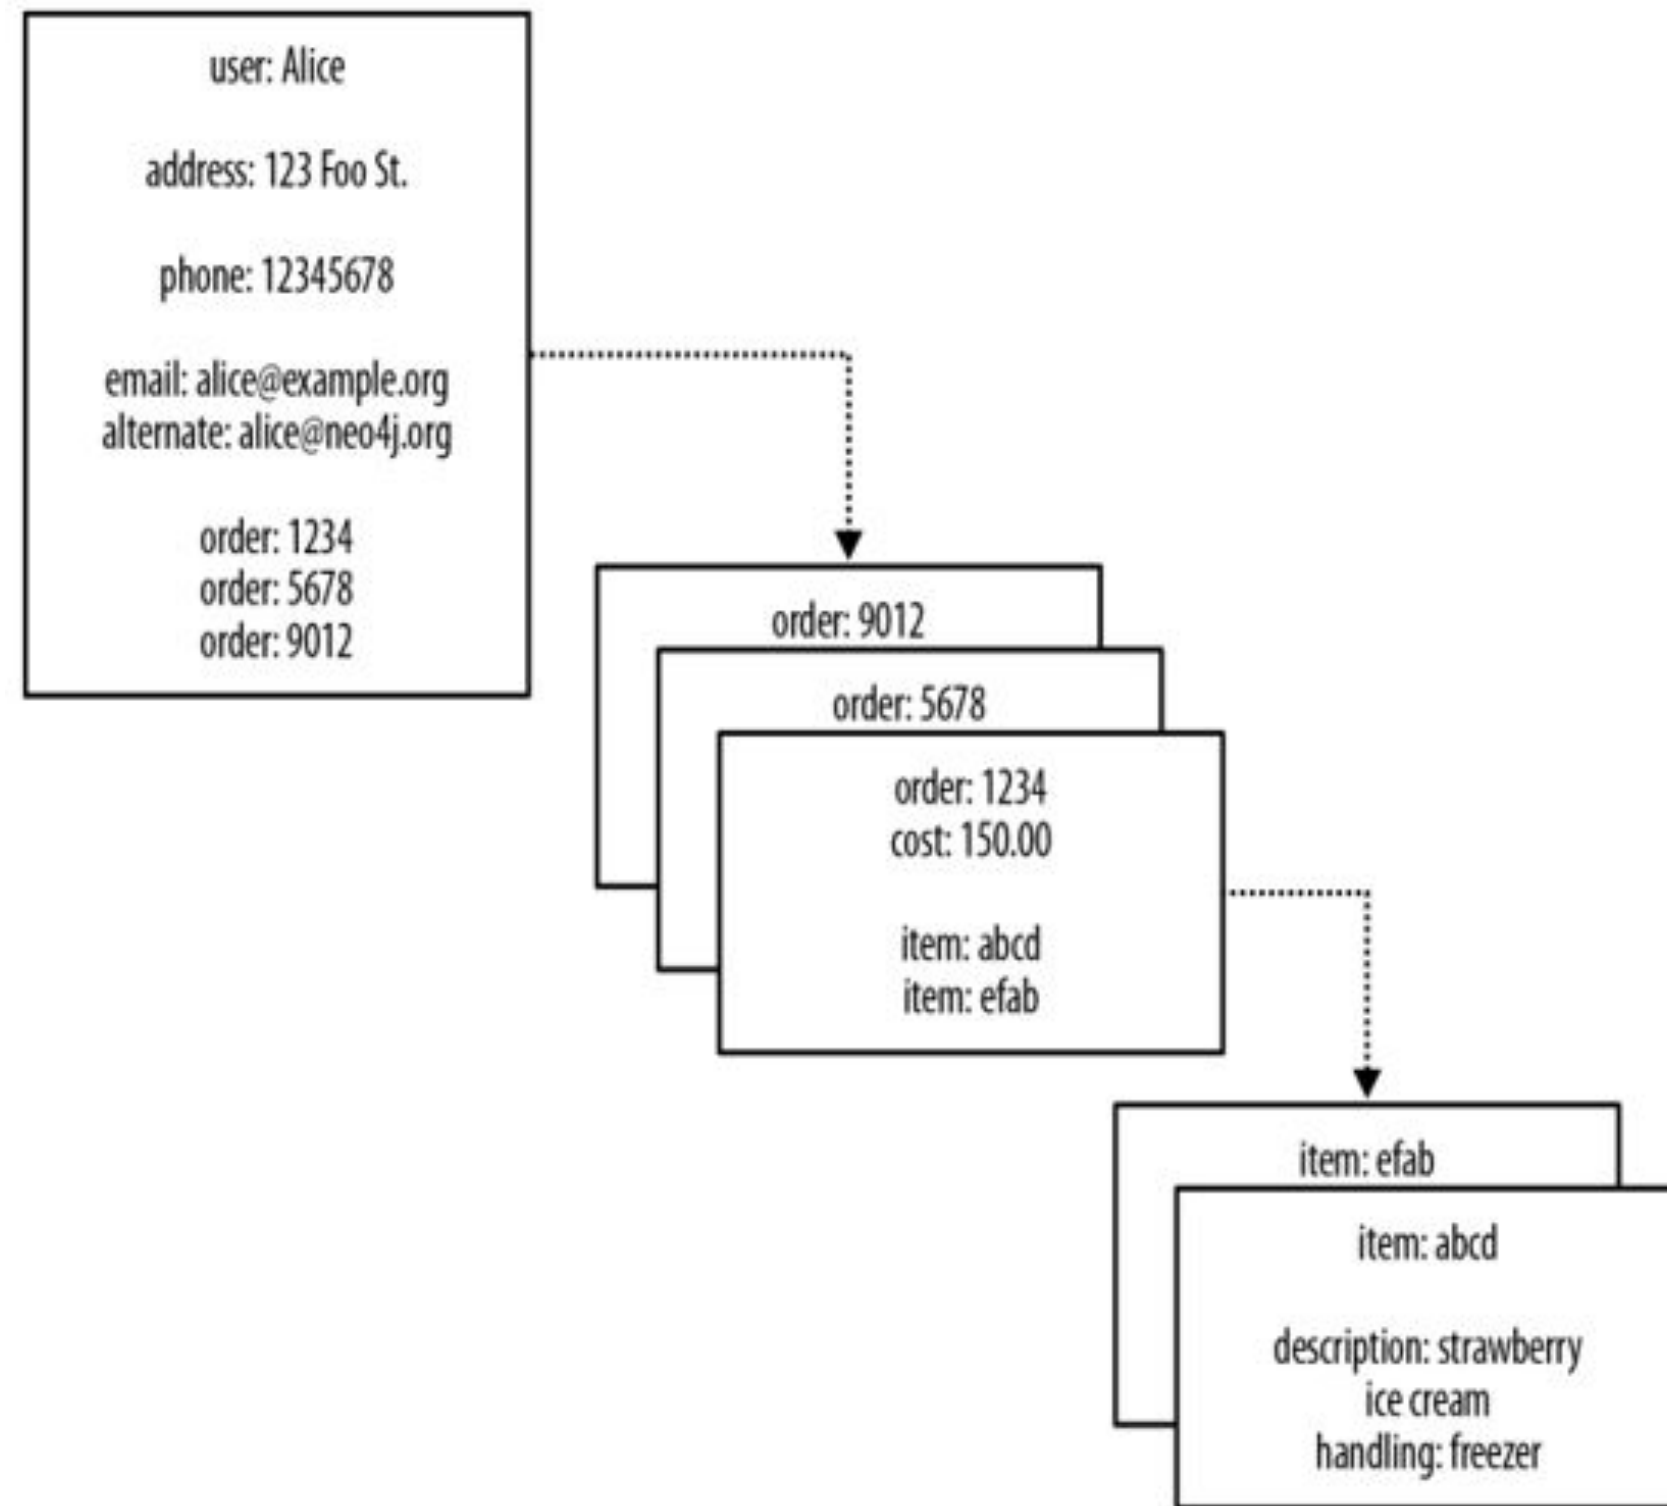 user: Alice
address: 123 Foo St.
phone: 12345678
email: alice@example.org
alternate: alice@neo4j.org
order: 1234
order: 5678
order: 9012
order: 9012
order: 5678
order: 1234
cost: 150.00
item: abcd
item: efab
item: efab
item: abcd
description: strawberry
ice cream
handling: freezer